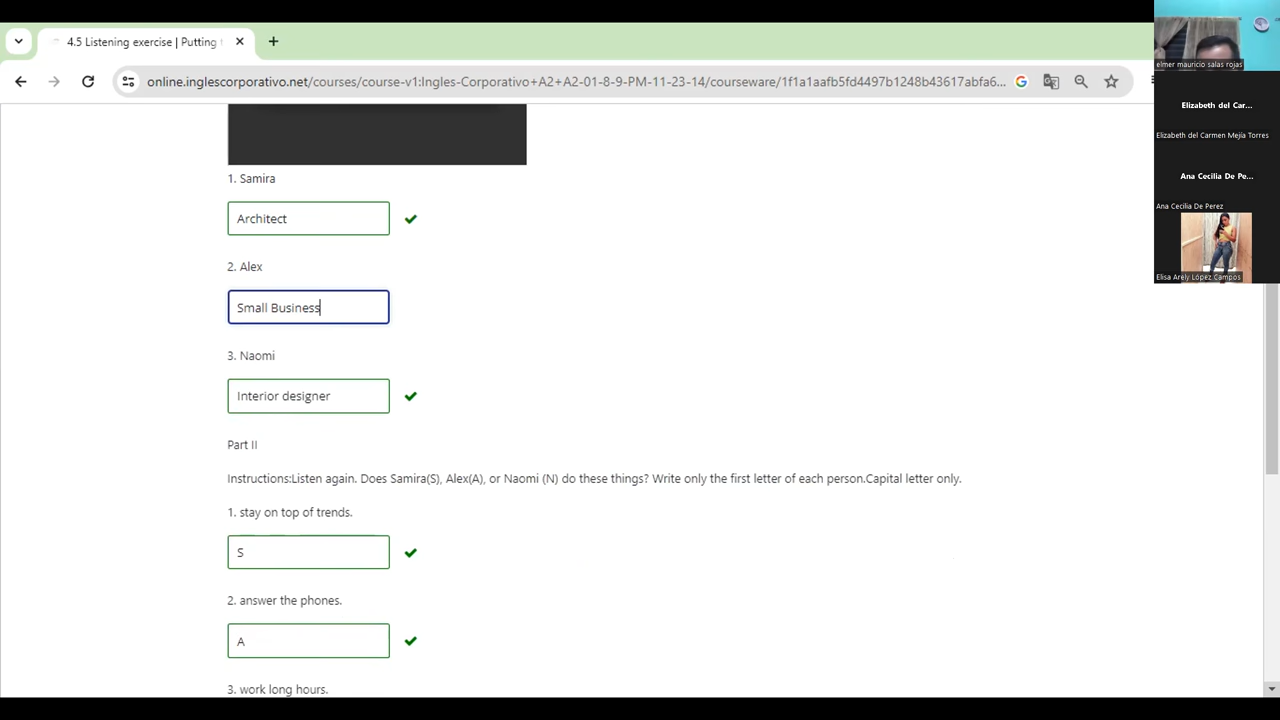 4.5 Listening exercise | Putting t
elmer mauricio salas rojas
online.inglescorporativo.net/courses/course-v1:Ingles-Corporativo+A2+A2-01-8-9-PM-11-23-14/courseware/1f1a1aafb5fd4497b1248b43617abfa6...
Elizabeth del Car...
Elizabeth del Carmen Mejía Torres
Ana Cecilia De Pe...
Ana Cecilia De Perez
Elisa Arely López Campos
1. Samira
Architect
2. Alex
Small Business
3. Naomi
Interior designer
Part II
Instructions:Listen again. Does Samira(S), Alex(A), or Naomi (N) do these things? Write only the first letter of each person.Capital letter only.
1. stay on top of trends.
S
2. answer the phones.
A
3. work long hours.